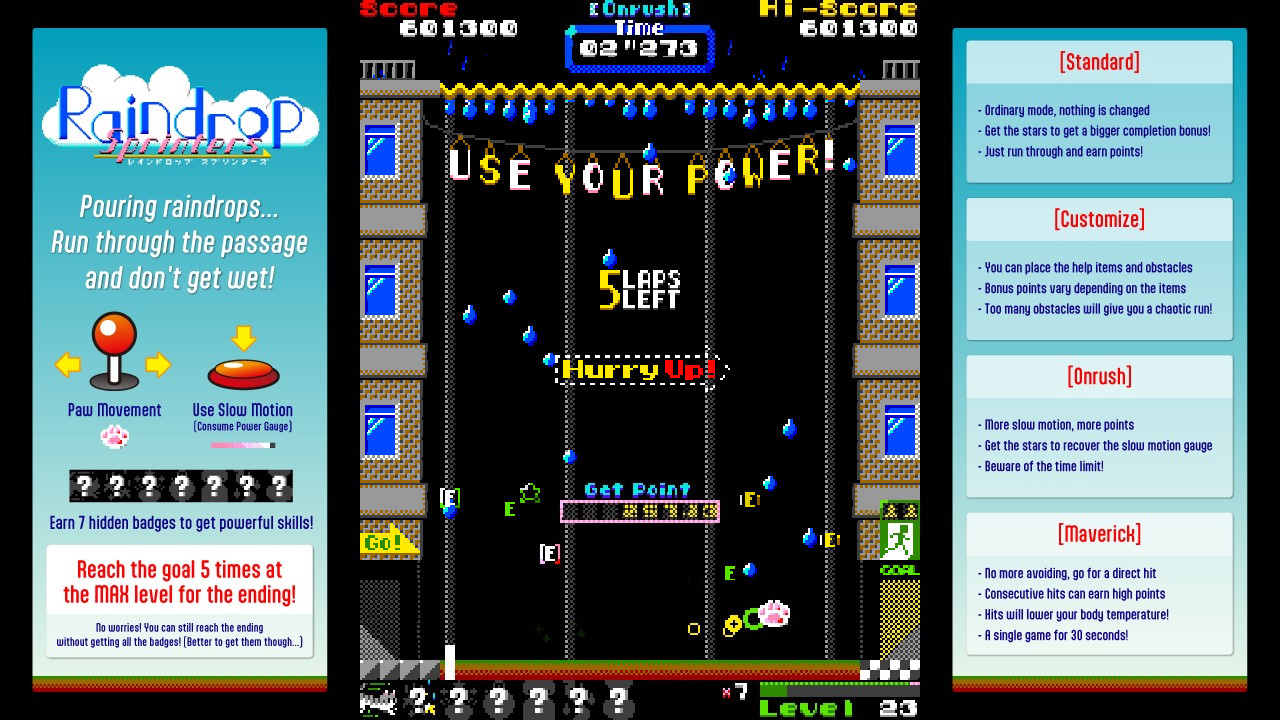 Raindrop
Sprinters
レインドロップ スプリンターズ
Pouring raindrops...
Run through the passage
and don't get wet!
Paw Movement
Use Slow Motion
(Consume Power Gauge)
? ? ? ? ? ? ?
Earn 7 hidden badges to get powerful skills!
Reach the goal 5 times at
the MAX level for the ending!
No worries! You can still reach the ending
without getting all the badges! (Better to get them though...)
Score
601300
[Onrush]
Time
02"273
Hi-Score
601300
USE YOUR POWER!
5 LAPS
LEFT
Hurry Up!
Get Point
[E]
E
[E]
[E]
[E]
E
Go!
GOAL
? ? ? ? ? ?
×7
Level 23
[Standard]
- Ordinary mode, nothing is changed
- Get the stars to get a bigger completion bonus!
- Just run through and earn points!
[Customize]
- You can place the help items and obstacles
- Bonus points vary depending on the items
- Too many obstacles will give you a chaotic run!
[Onrush]
- More slow motion, more points
- Get the stars to recover the slow motion gauge
- Beware of the time limit!
[Maverick]
- No more avoiding, go for a direct hit
- Consecutive hits can earn high points
- Hits will lower your body temperature!
- A single game for 30 seconds!